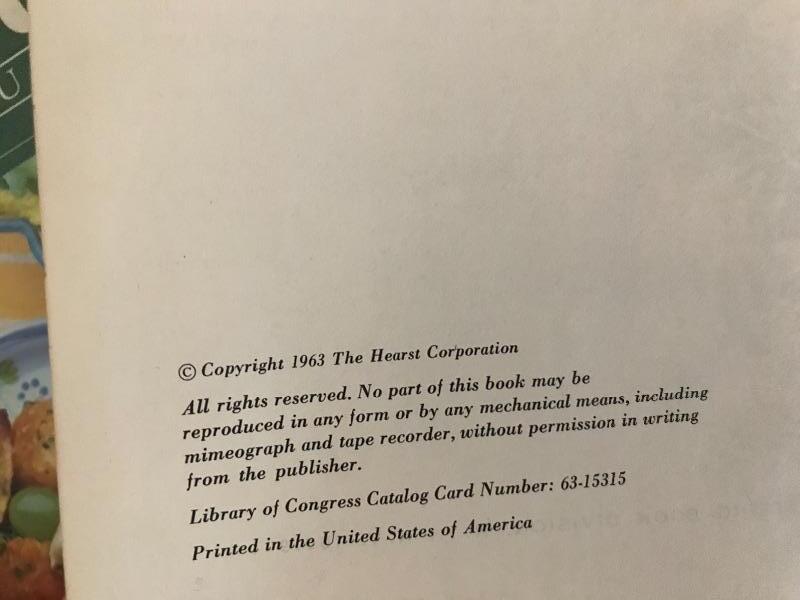 U
© Copyright 1963 The Hearst Corporation
All rights reserved. No part of this book may be
reproduced in any form or by any mechanical means, including
mimeograph and tape recorder, without permission in writing
from the publisher.
Library of Congress Catalog Card Number: 63-15315
Printed in the United States of America